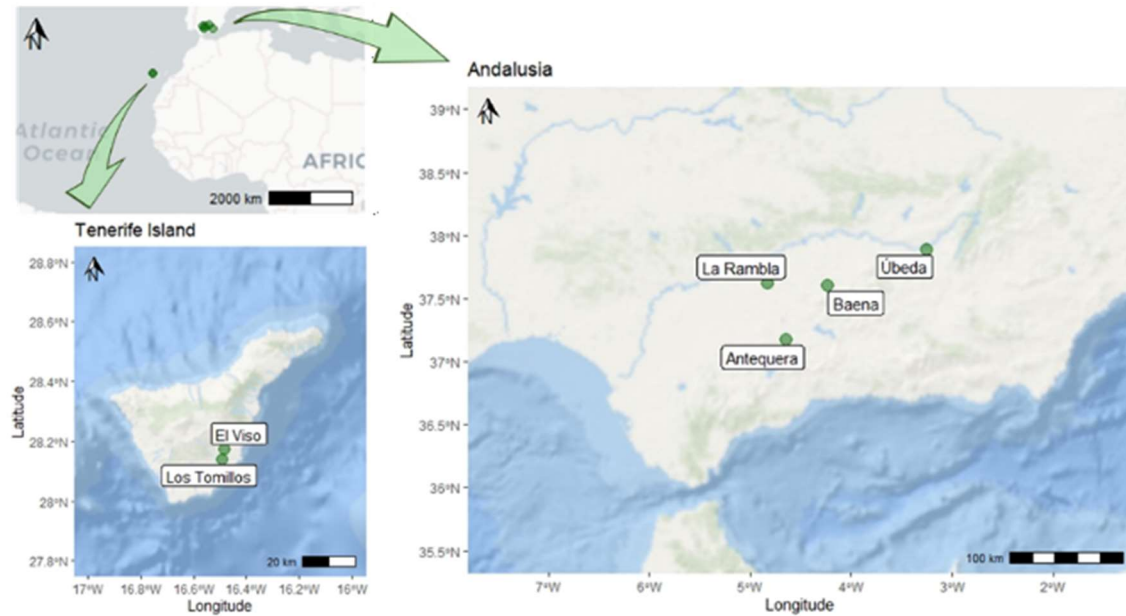 N
Atlantic
Ocean
AFRIC
2000 km
Andalusia
N
39°N
38.5°N
38°N
37.5°N
37°N
36.5°N
36°N
35.5°N
Latitude
La Rambla
Úbeda
Baena
Antequera
100 km
7°W 6°W 5°W 4°W 3°W 2°W
Longitude
Tenerife Island
N
28.8°N
28.6°N
28.4°N
28.2°N
28°N
27.8°N
Latitude
El Viso
Los Tomillos
20 km
17°W 16.8°W 16.6°W 16.4°W 16.2°W 16°W
Longitude